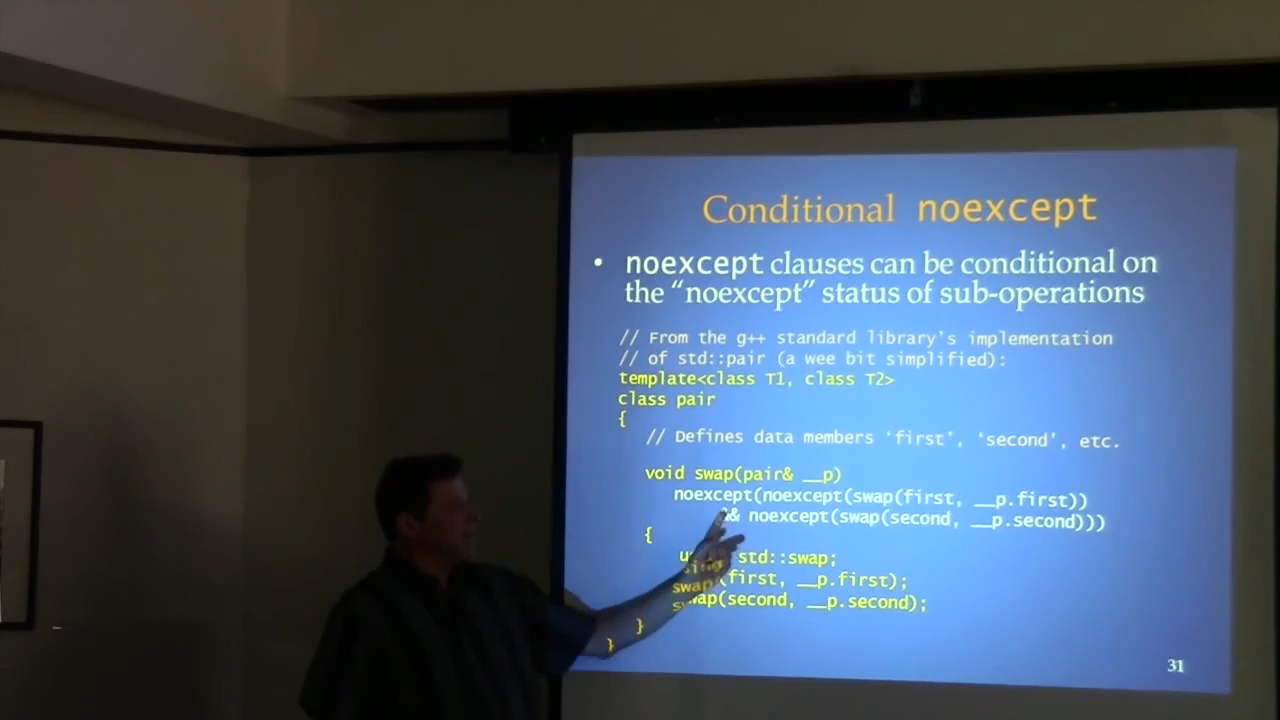 Conditional noexcept
• noexcept clauses can be conditional on
the “noexcept” status of sub-operations
// From the g++ standard library’s implementation
// of std::pair (a wee bit simplified):
template<class T1, class T2>
class pair
{
// Defines data members ‘first’, ‘second’, etc.
void swap(pair& __p)
noexcept(noexcept(swap(first, __p.first))
&& noexcept(swap(second, __p.second)))
{
using std::swap;
swap(first, __p.first);
swap(second, __p.second);
}
}
31